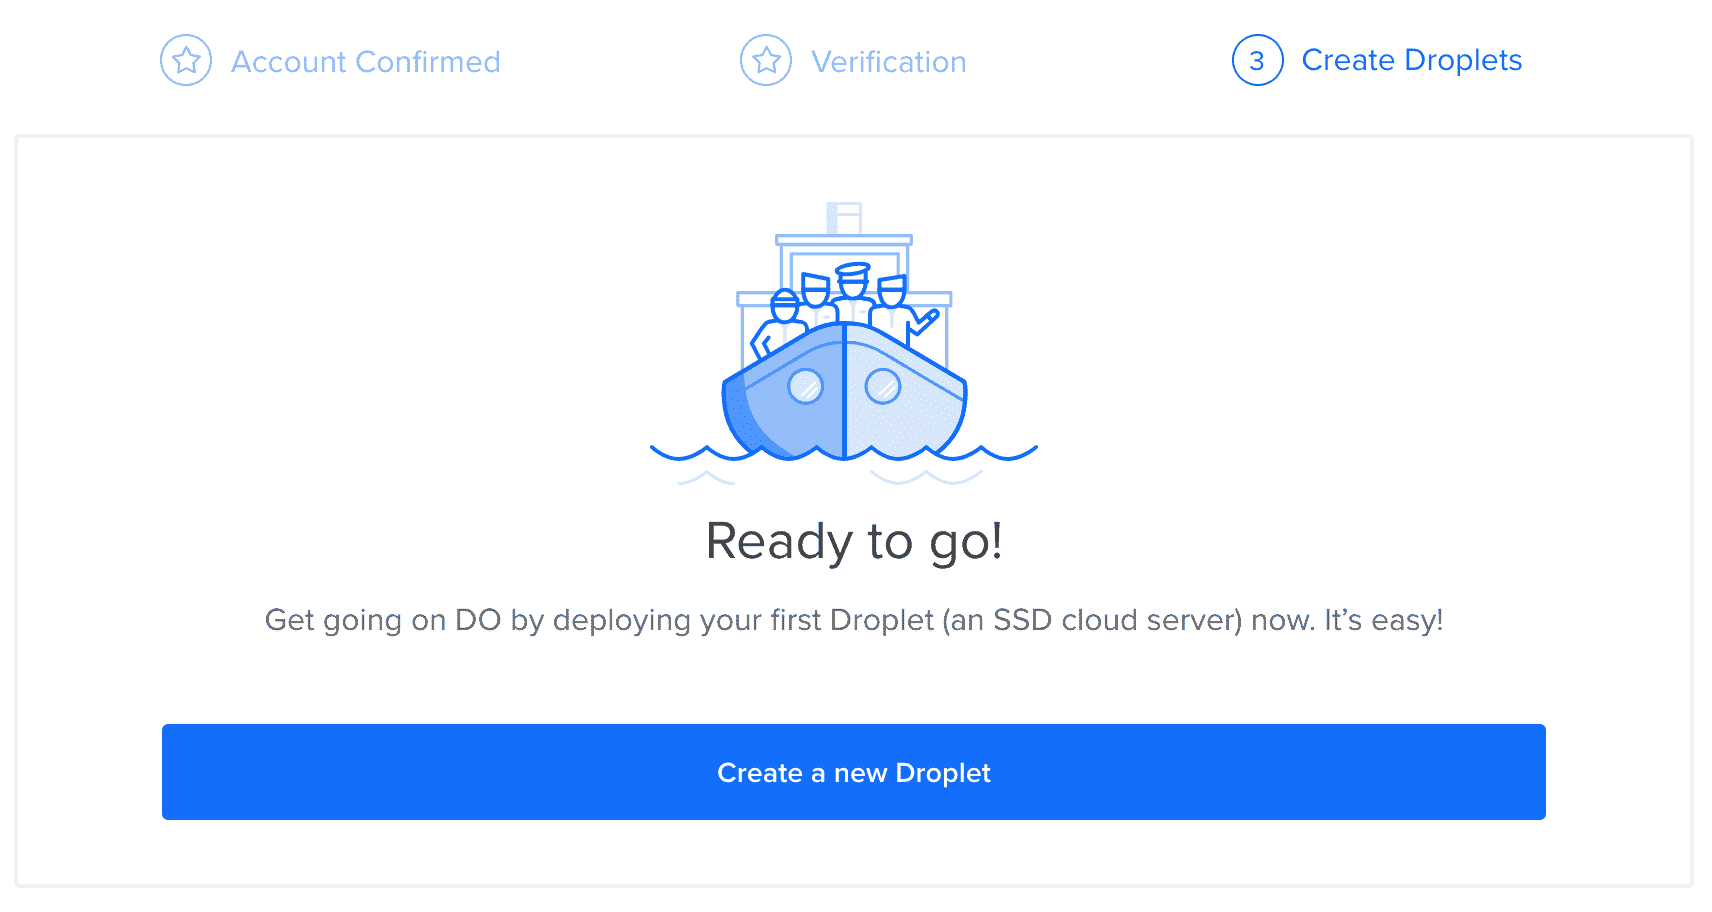 Account Confirmed
Verification
3 Create Droplets
Ready to go!
Get going on DO by deploying your first Droplet (an SSD cloud server) now. It’s easy!
Create a new Droplet